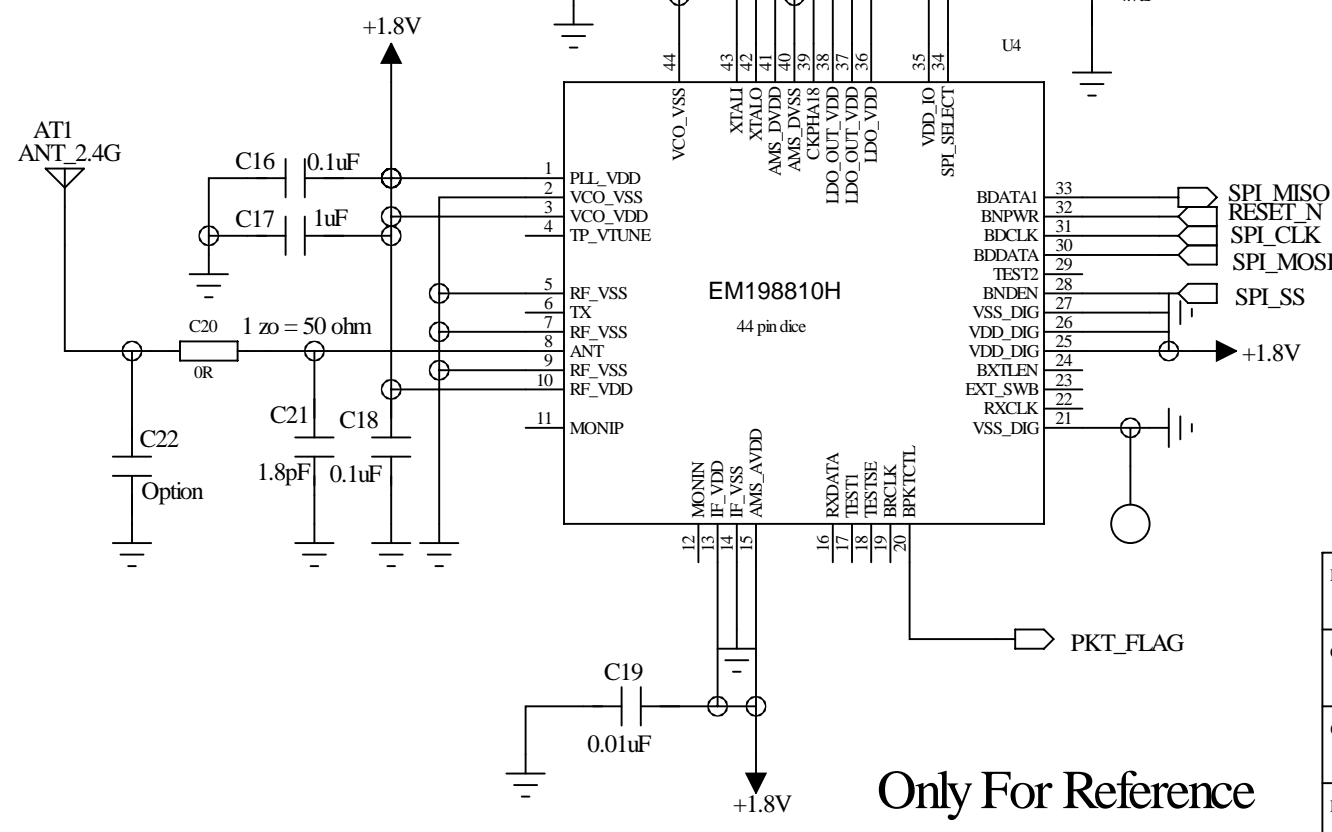 +1.8V
U4
44
43
42
41
40
39
38
37
36
35
34
VCO_VSS
XTALI
XTALO
AMS_DVDD
AMS_DVSS
CKPHA18
LDO_OUT_VDD
LDO_OUT_VDD
LDO_VDD
VDD_IO
SPI_SELECT
AT1
ANT_2.4G
C16
0.1uF
C17
1uF
1 PLL_VDD
2 VCO_VSS
3 VCO_VDD
4 TP_VTUNE
5 RF_VSS
6 TX
7 RF_VSS
8 ANT
9 RF_VSS
10 RF_VDD
11 MONIP
C20
0R
1 zo = 50 ohm
C22
Option
C21
1.8pF
C18
0.1uF
EM198810H
44 pin dice
BDATA1 33 SPI_MISO
BNPWR 32 RESET_N
BDCLK 31 SPI_CLK
BDDATA 30 SPI_MOSI
TEST2 29
BNDEN 28 SPI_SS
VSS_DIG 27
VDD_DIG 26
VDD_DIG 25 +1.8V
BXTLEN 24
EXT_SWB 23
RXCLK 22
VSS_DIG 21
MONIN
IF_VDD
IF_VSS
AMS_AVDD
RXDATA
TEST1
TESTSE
BRCLK
BPKTCTL
12
13
14
15
16
17
18
19
20
PKT_FLAG
C19
0.01uF
+1.8V
Only For Reference